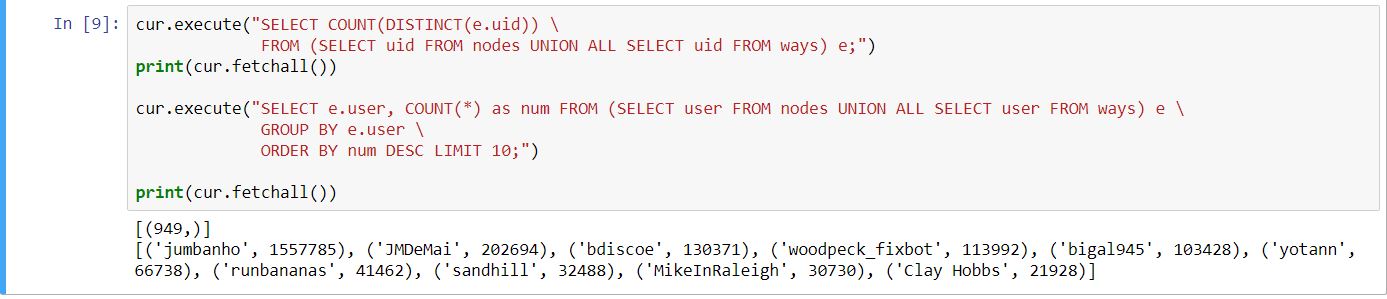 In [9]: cur.execute("SELECT COUNT(DISTINCT(e.uid)) \
FROM (SELECT uid FROM nodes UNION ALL SELECT uid FROM ways) e;")
print(cur.fetchall())
cur.execute("SELECT e.user, COUNT(*) as num FROM (SELECT user FROM nodes UNION ALL SELECT user FROM ways) e \
GROUP BY e.user \
ORDER BY num DESC LIMIT 10;")
print(cur.fetchall())
[(949,)]
[('jumbanho', 1557785), ('JMDeMai', 202694), ('bdiscoe', 130371), ('woodpeck_fixbot', 113992), ('bigal945', 103428), ('yotann',
66738), ('runbananas', 41462), ('sandhill', 32488), ('MikeInRaleigh', 30730), ('Clay Hobbs', 21928)]